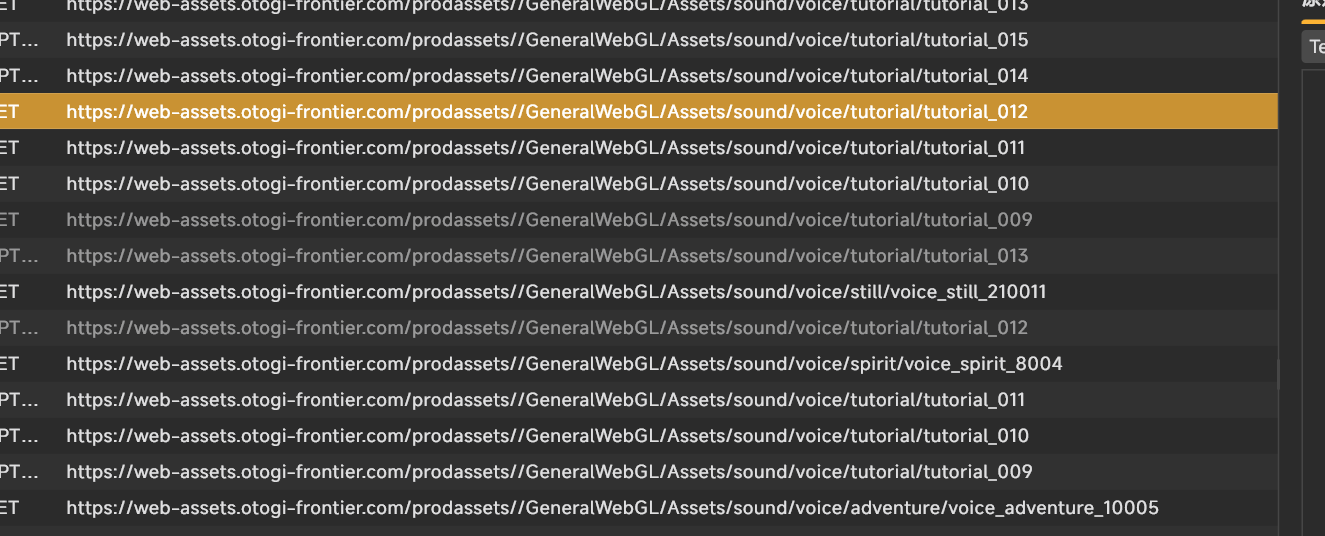 ET https://web-assets.otogi-frontier.com/prodassets//GeneralWebGL/Assets/sound/voice/tutorial/tutorial_013
PT... https://web-assets.otogi-frontier.com/prodassets//GeneralWebGL/Assets/sound/voice/tutorial/tutorial_015
Te
PT... https://web-assets.otogi-frontier.com/prodassets//GeneralWebGL/Assets/sound/voice/tutorial/tutorial_014
ET https://web-assets.otogi-frontier.com/prodassets//GeneralWebGL/Assets/sound/voice/tutorial/tutorial_012
ET https://web-assets.otogi-frontier.com/prodassets//GeneralWebGL/Assets/sound/voice/tutorial/tutorial_011
ET https://web-assets.otogi-frontier.com/prodassets//GeneralWebGL/Assets/sound/voice/tutorial/tutorial_010
ET https://web-assets.otogi-frontier.com/prodassets//GeneralWebGL/Assets/sound/voice/tutorial/tutorial_009
PT... https://web-assets.otogi-frontier.com/prodassets//GeneralWebGL/Assets/sound/voice/tutorial/tutorial_013
ET https://web-assets.otogi-frontier.com/prodassets//GeneralWebGL/Assets/sound/voice/still/voice_still_210011
PT... https://web-assets.otogi-frontier.com/prodassets//GeneralWebGL/Assets/sound/voice/tutorial/tutorial_012
ET https://web-assets.otogi-frontier.com/prodassets//GeneralWebGL/Assets/sound/voice/spirit/voice_spirit_8004
PT... https://web-assets.otogi-frontier.com/prodassets//GeneralWebGL/Assets/sound/voice/tutorial/tutorial_011
PT... https://web-assets.otogi-frontier.com/prodassets//GeneralWebGL/Assets/sound/voice/tutorial/tutorial_010
PT... https://web-assets.otogi-frontier.com/prodassets//GeneralWebGL/Assets/sound/voice/tutorial/tutorial_009
ET https://web-assets.otogi-frontier.com/prodassets//GeneralWebGL/Assets/sound/voice/adventure/voice_adventure_10005